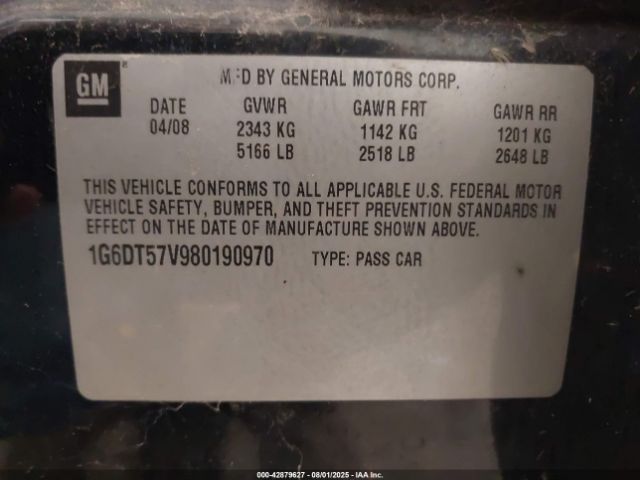 GM
M'D BY GENERAL MOTORS CORP.
DATE GVWR GAWR FRT GAWR RR
04/08 2343 KG 1142 KG 1201 KG
5166 LB 2518 LB 2648 LB
THIS VEHICLE CONFORMS TO ALL APPLICABLE U.S. FEDERAL MOTOR
VEHICLE SAFETY, BUMPER, AND THEFT PREVENTION STANDARDS IN
EFFECT ON THE DATE OF MANUFACTURE SHOWN ABOVE.
1G6DT57V980190970 TYPE: PASS CAR
000-42879627 - 08/01/2025 - IAA Inc.